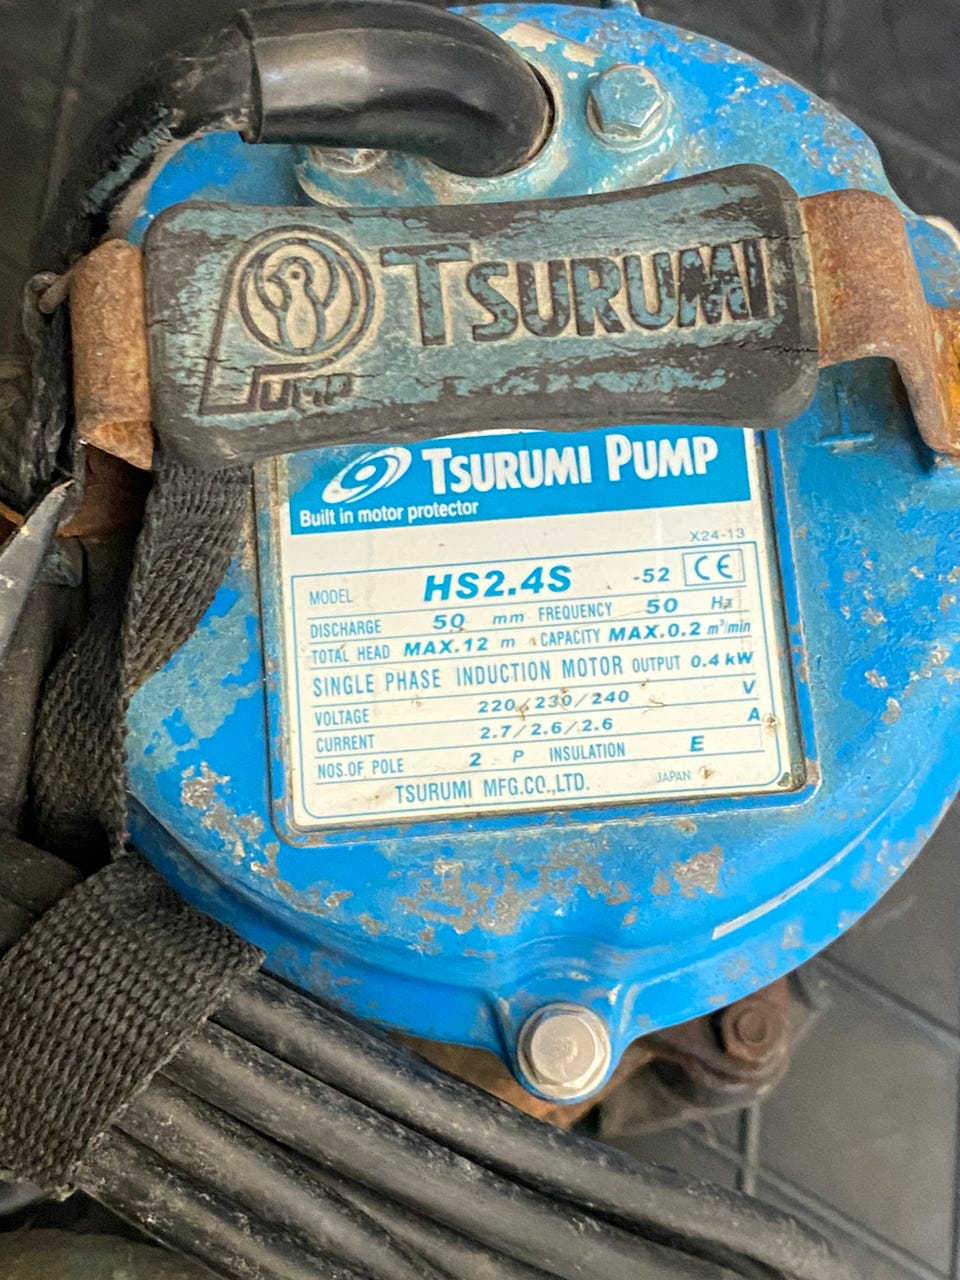 TSURUMI
PUMP
TSURUMI PUMP
Built in motor protector
X24-13
MODEL HS2.4S -52 CE
DISCHARGE 50 mm FREQUENCY 50 Hz
TOTAL HEAD MAX.12 m CAPACITY MAX.0.2 m³/min
SINGLE PHASE INDUCTION MOTOR OUTPUT 0.4 kW
VOLTAGE 220/230/240 V
CURRENT 2.7/2.6/2.6 A
NOS.OF POLE 2 P INSULATION E
TSURUMI MFG.CO.,LTD. JAPAN